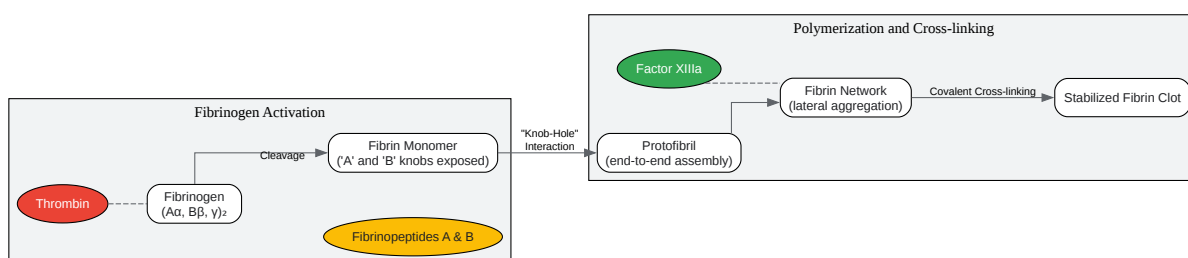 Polymerization and Cross-linking
Factor XIIIa
Fibrin Network
(lateral aggregation)
Covalent Cross-linking
Stabilized Fibrin Clot
Fibrinogen Activation
Fibrin Monomer
('A' and 'B' knobs exposed)
Cleavage
"Knob-Hole"
Interaction
Protofibril
(end-to-end assembly)
Thrombin
Fibrinogen
(Aα, Bβ, γ)₂
Fibrinopeptides A & B